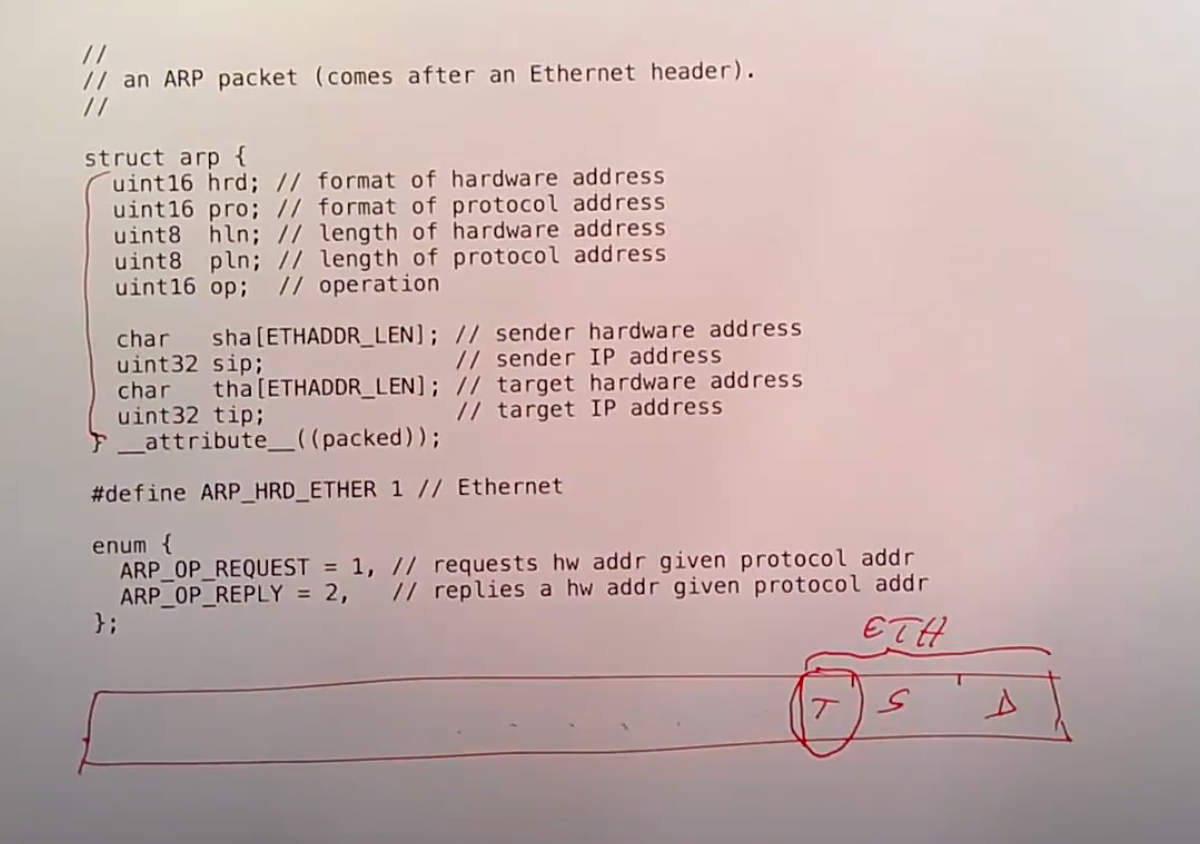 //
// an ARP packet (comes after an Ethernet header).
//
struct arp {
uint16 hrd; // format of hardware address
uint16 pro; // format of protocol address
uint8 hln; // length of hardware address
uint8 pln; // length of protocol address
uint16 op; // operation
char sha[ETHADDR_LEN]; // sender hardware address
uint32 sip; // sender IP address
char tha[ETHADDR_LEN]; // target hardware address
uint32 tip; // target IP address
} __attribute__((packed));
#define ARP_HRD_ETHER 1 // Ethernet
enum {
ARP_OP_REQUEST = 1, // requests hw addr given protocol addr
ARP_OP_REPLY = 2, // replies a hw addr given protocol addr
};
ETH
T S D